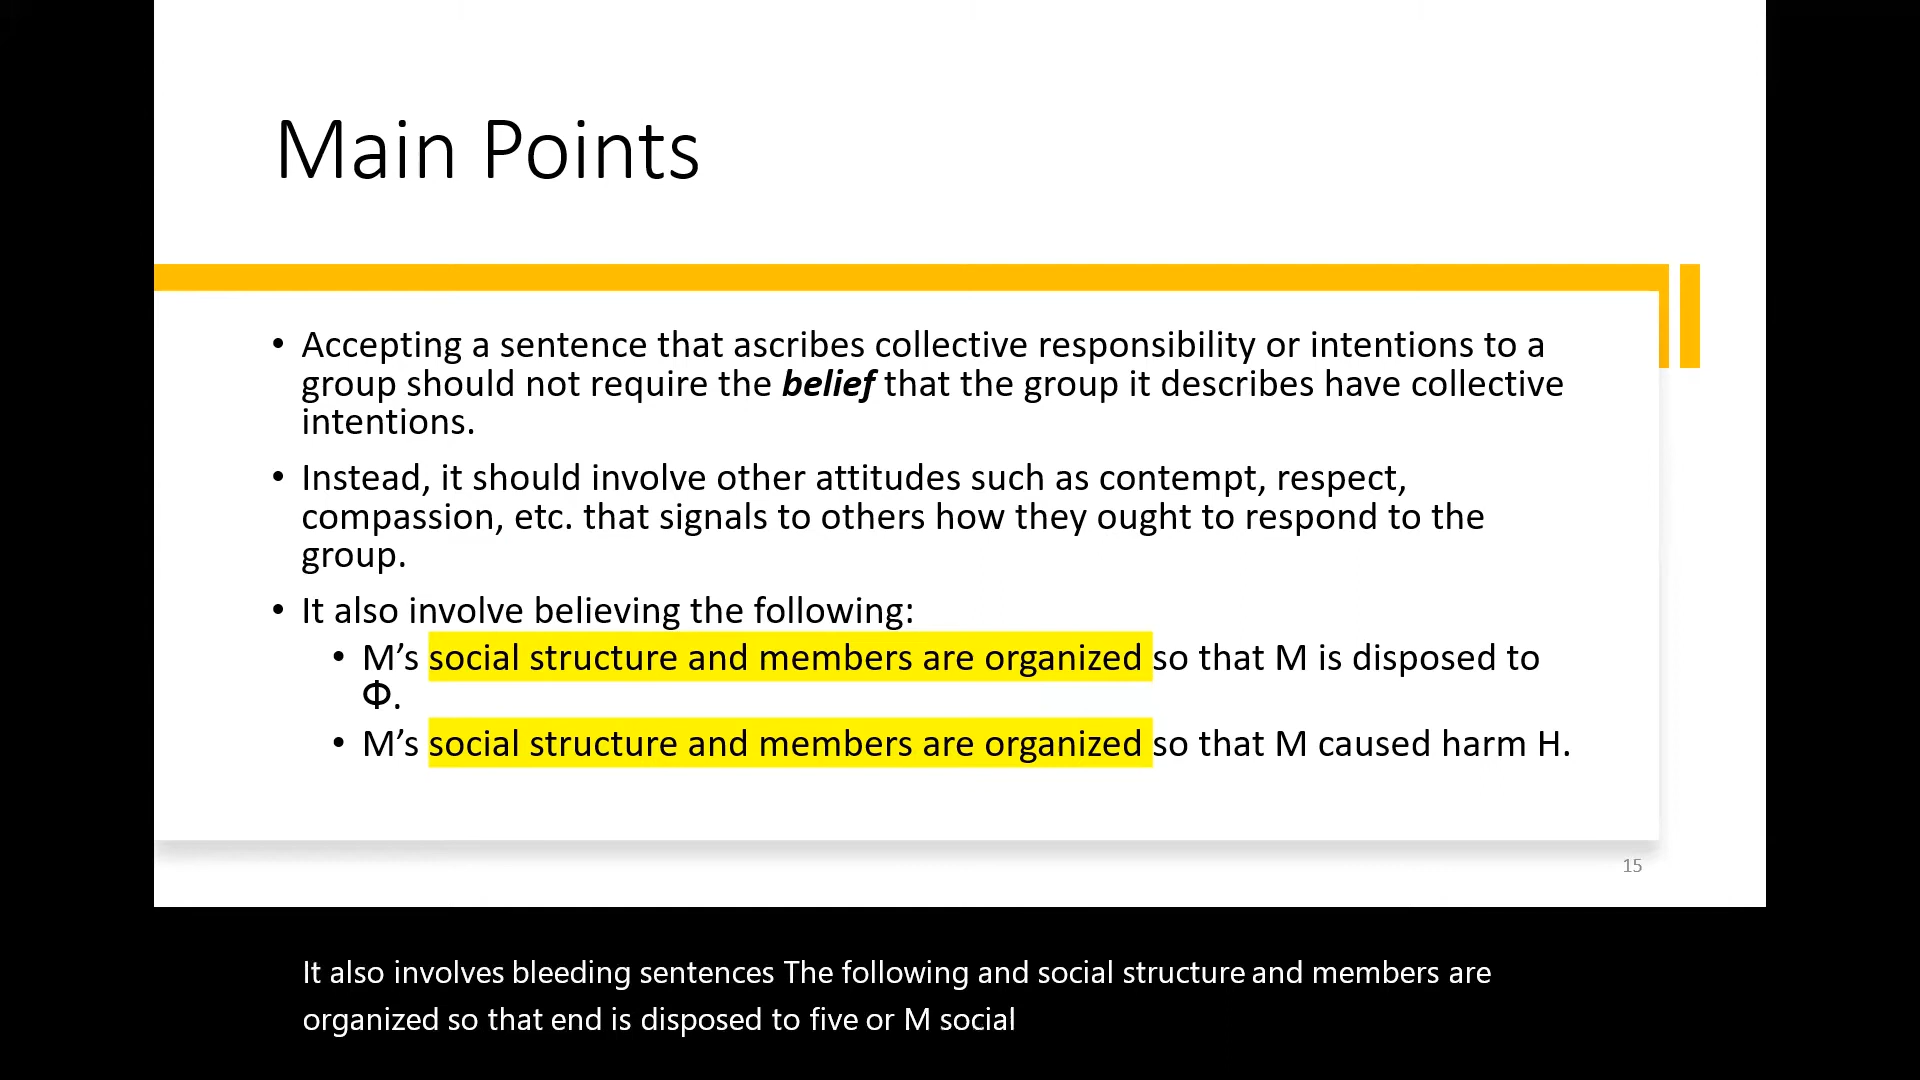 Main Points
• Accepting a sentence that ascribes collective responsibility or intentions to a
group should not require the belief that the group it describes have collective
intentions.
• Instead, it should involve other attitudes such as contempt, respect,
compassion, etc. that signals to others how they ought to respond to the
group.
• It also involve believing the following:
• M’s social structure and members are organized so that M is disposed to
Φ.
• M’s social structure and members are organized so that M caused harm H.
15
It also involves bleeding sentences The following and social structure and members are
organized so that end is disposed to five or M social